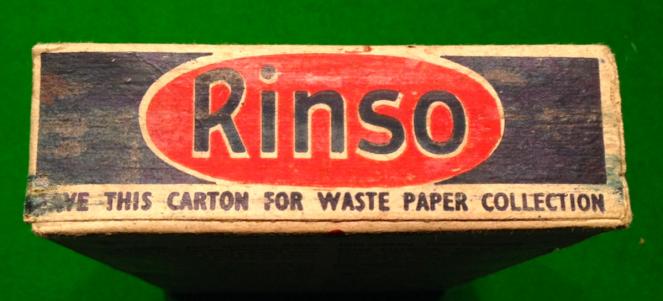 Rinso
VE THIS CARTON FOR WASTE PAPER COLLECTION